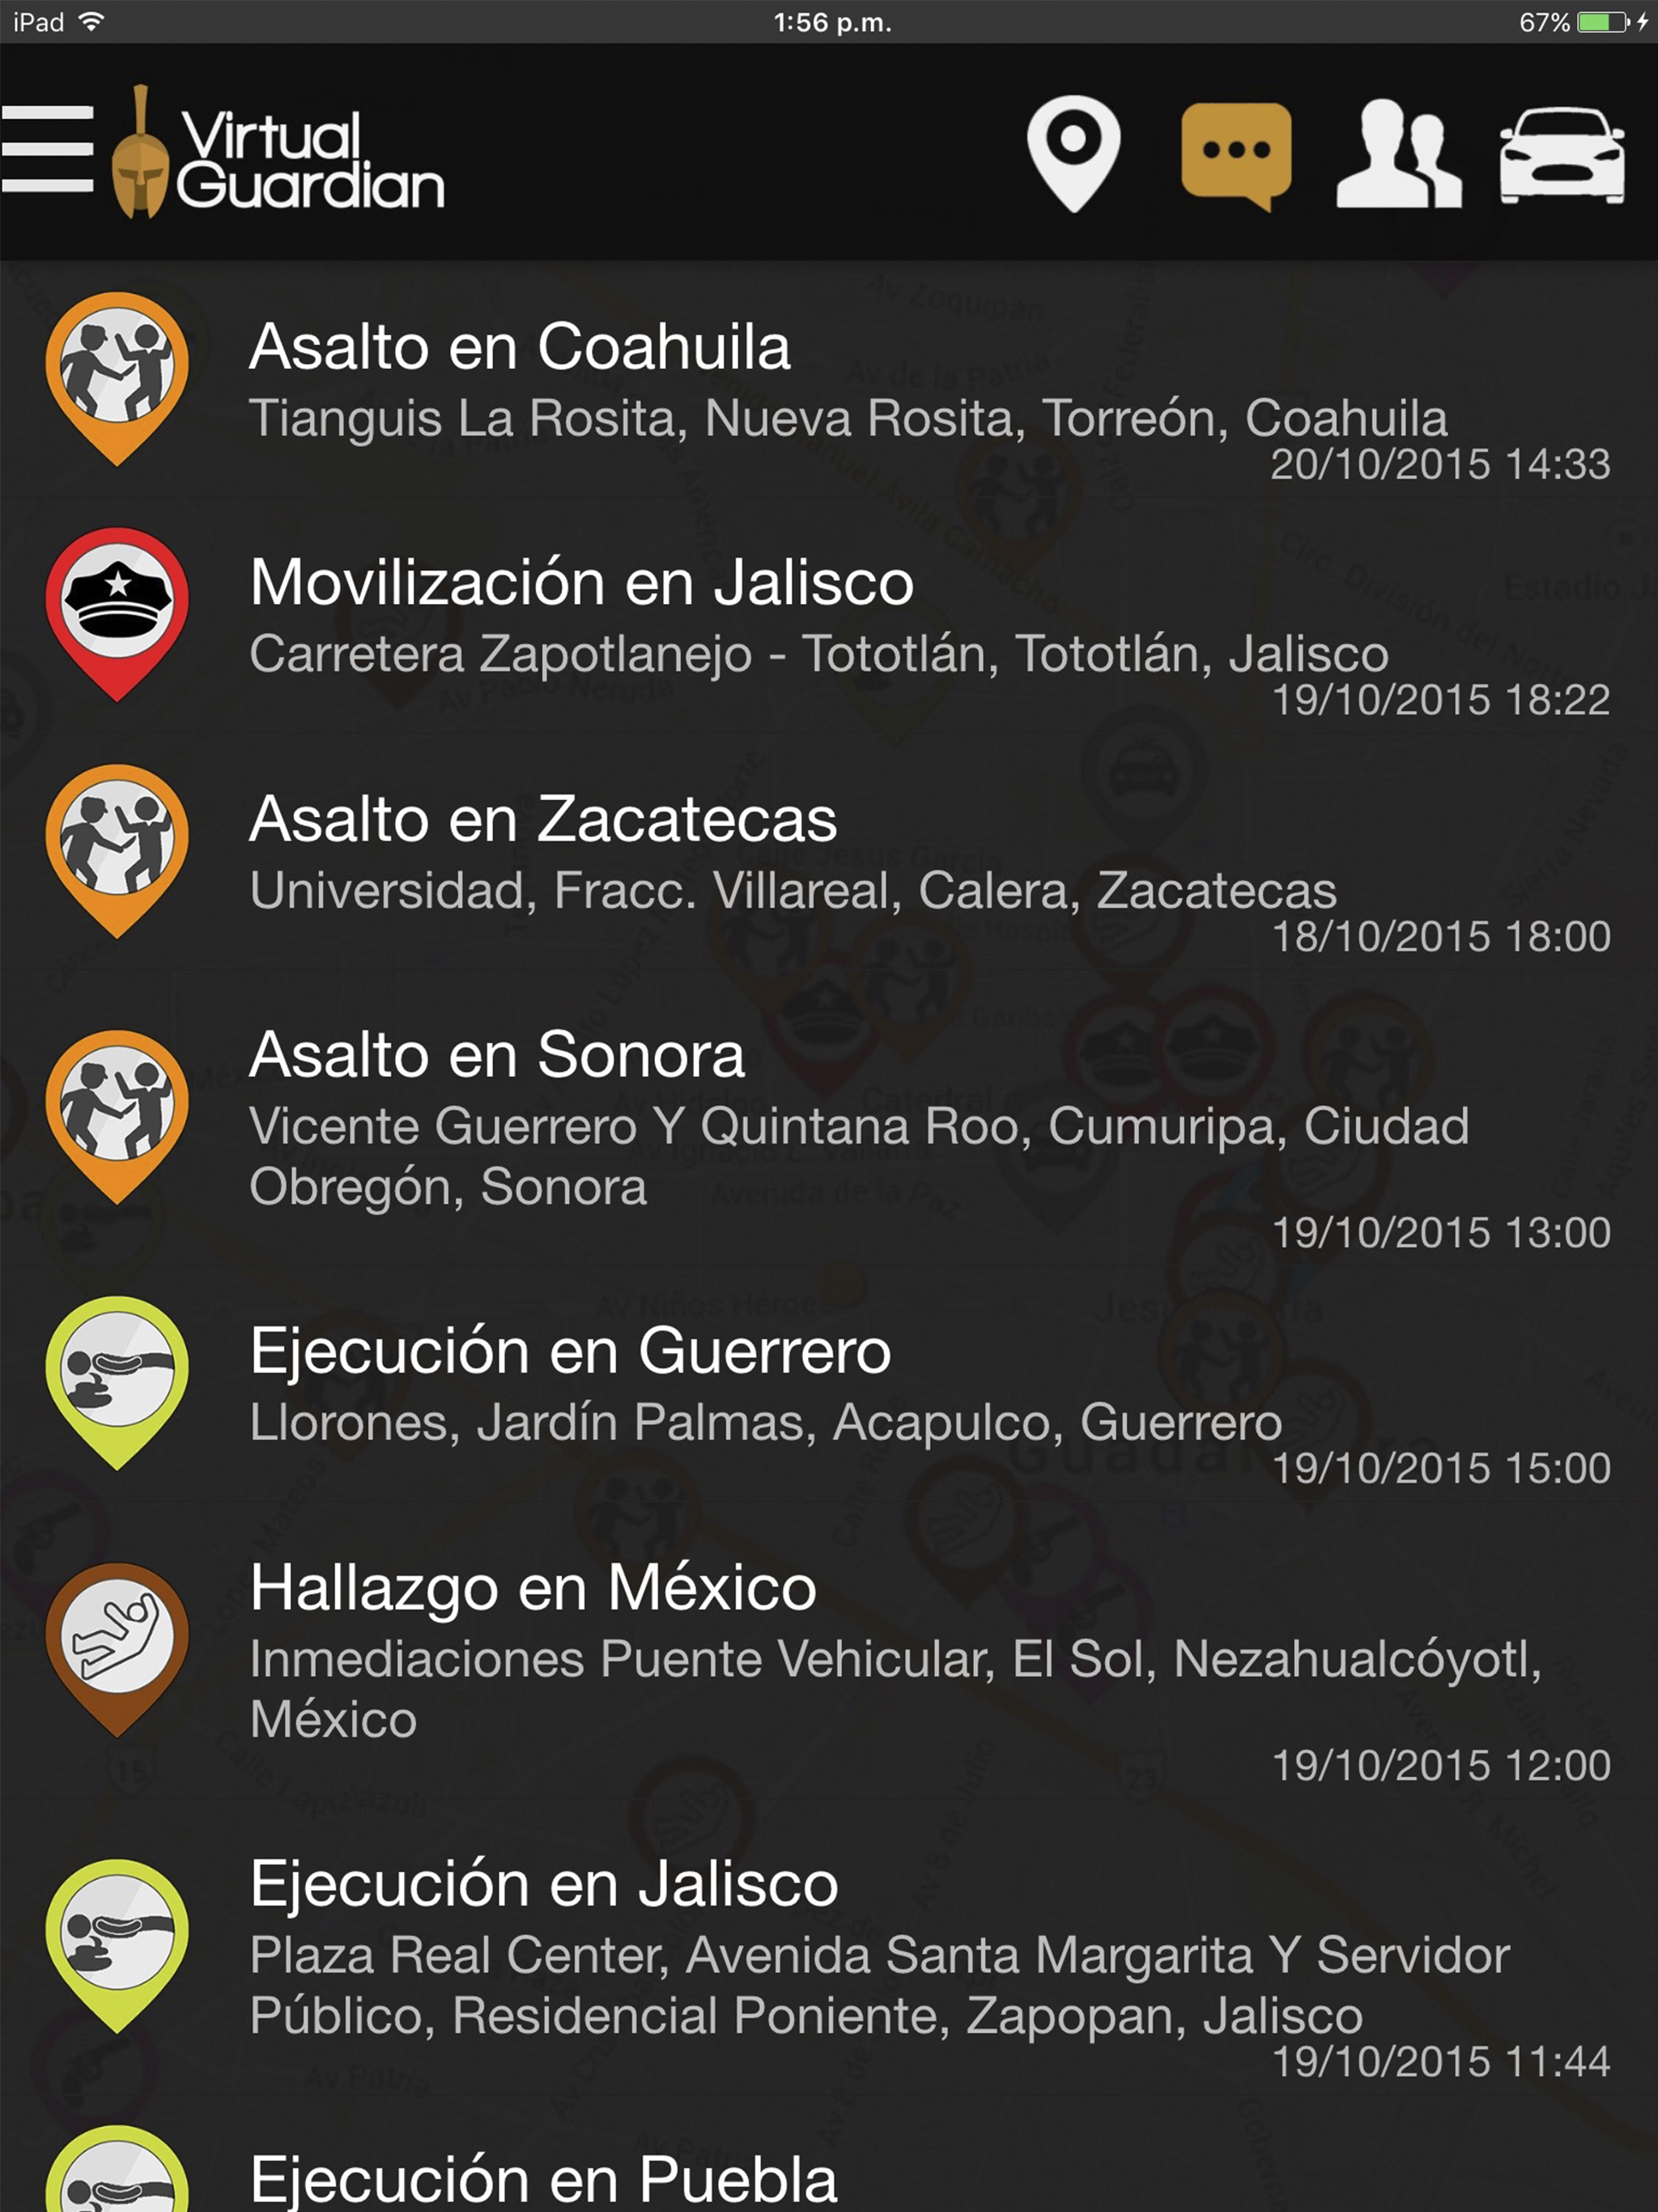 iPad
1:56 p.m.
67%
Virtual
Guardian
Asalto en Coahuila
Tianguis La Rosita, Nueva Rosita, Torreón, Coahuila
20/10/2015 14:33
Movilización en Jalisco
Carretera Zapotlanejo - Tototlán, Tototlán, Jalisco
19/10/2015 18:22
Asalto en Zacatecas
Universidad, Fracc. Villareal, Calera, Zacatecas
18/10/2015 18:00
Asalto en Sonora
Vicente Guerrero Y Quintana Roo, Cumuripa, Ciudad
Obregón, Sonora
19/10/2015 13:00
Ejecución en Guerrero
Llorones, Jardín Palmas, Acapulco, Guerrero
19/10/2015 15:00
Hallazgo en México
Inmediaciones Puente Vehicular, El Sol, Nezahualcóyotl,
México
19/10/2015 12:00
Ejecución en Jalisco
Plaza Real Center, Avenida Santa Margarita Y Servidor
Público, Residencial Poniente, Zapopan, Jalisco
19/10/2015 11:44
Ejecución en Puebla